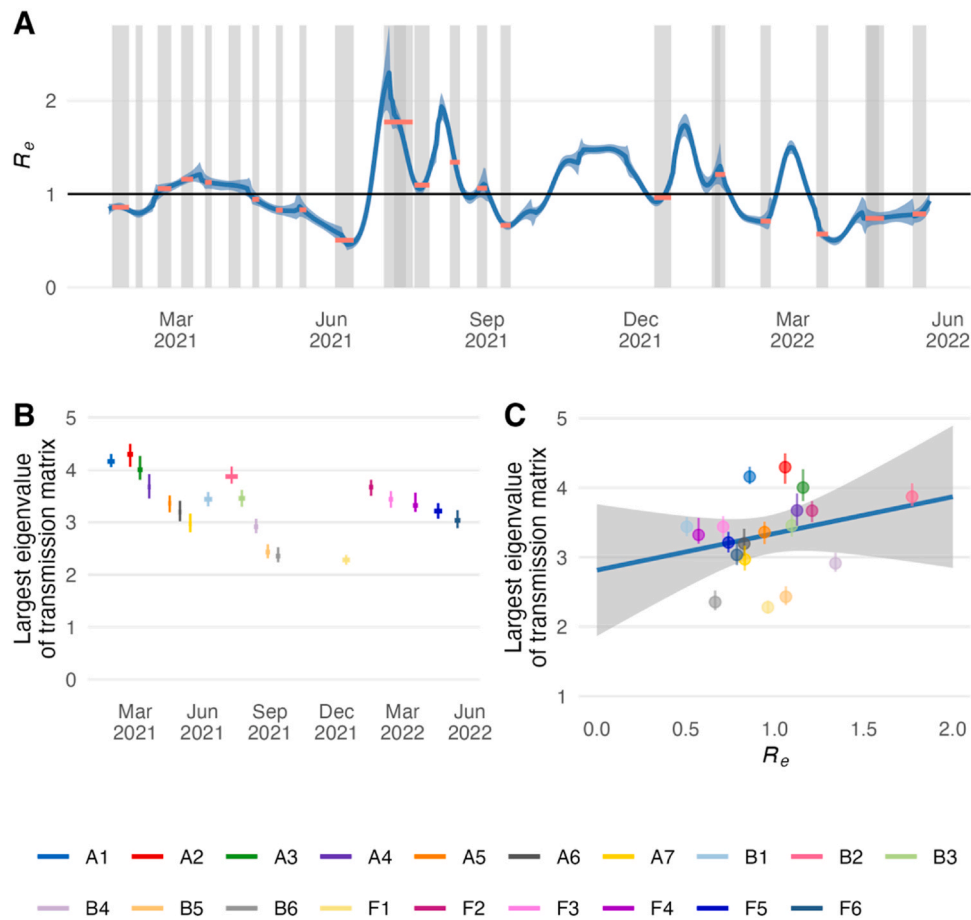 A
R_e
2
1
0
Mar 2021
Jun 2021
Sep 2021
Dec 2021
Mar 2022
Jun 2022
B
Largest eigenvalue
of transmission matrix
5
4
3
2
1
0
Mar 2021
Jun 2021
Sep 2021
Dec 2021
Mar 2022
Jun 2022
C
Largest eigenvalue
of transmission matrix
5
4
3
2
1
0.0 0.5 1.0 1.5 2.0
R_e
A1 A2 A3 A4 A5 A6 A7 B1 B2 B3
B4 B5 B6 F1 F2 F3 F4 F5 F6